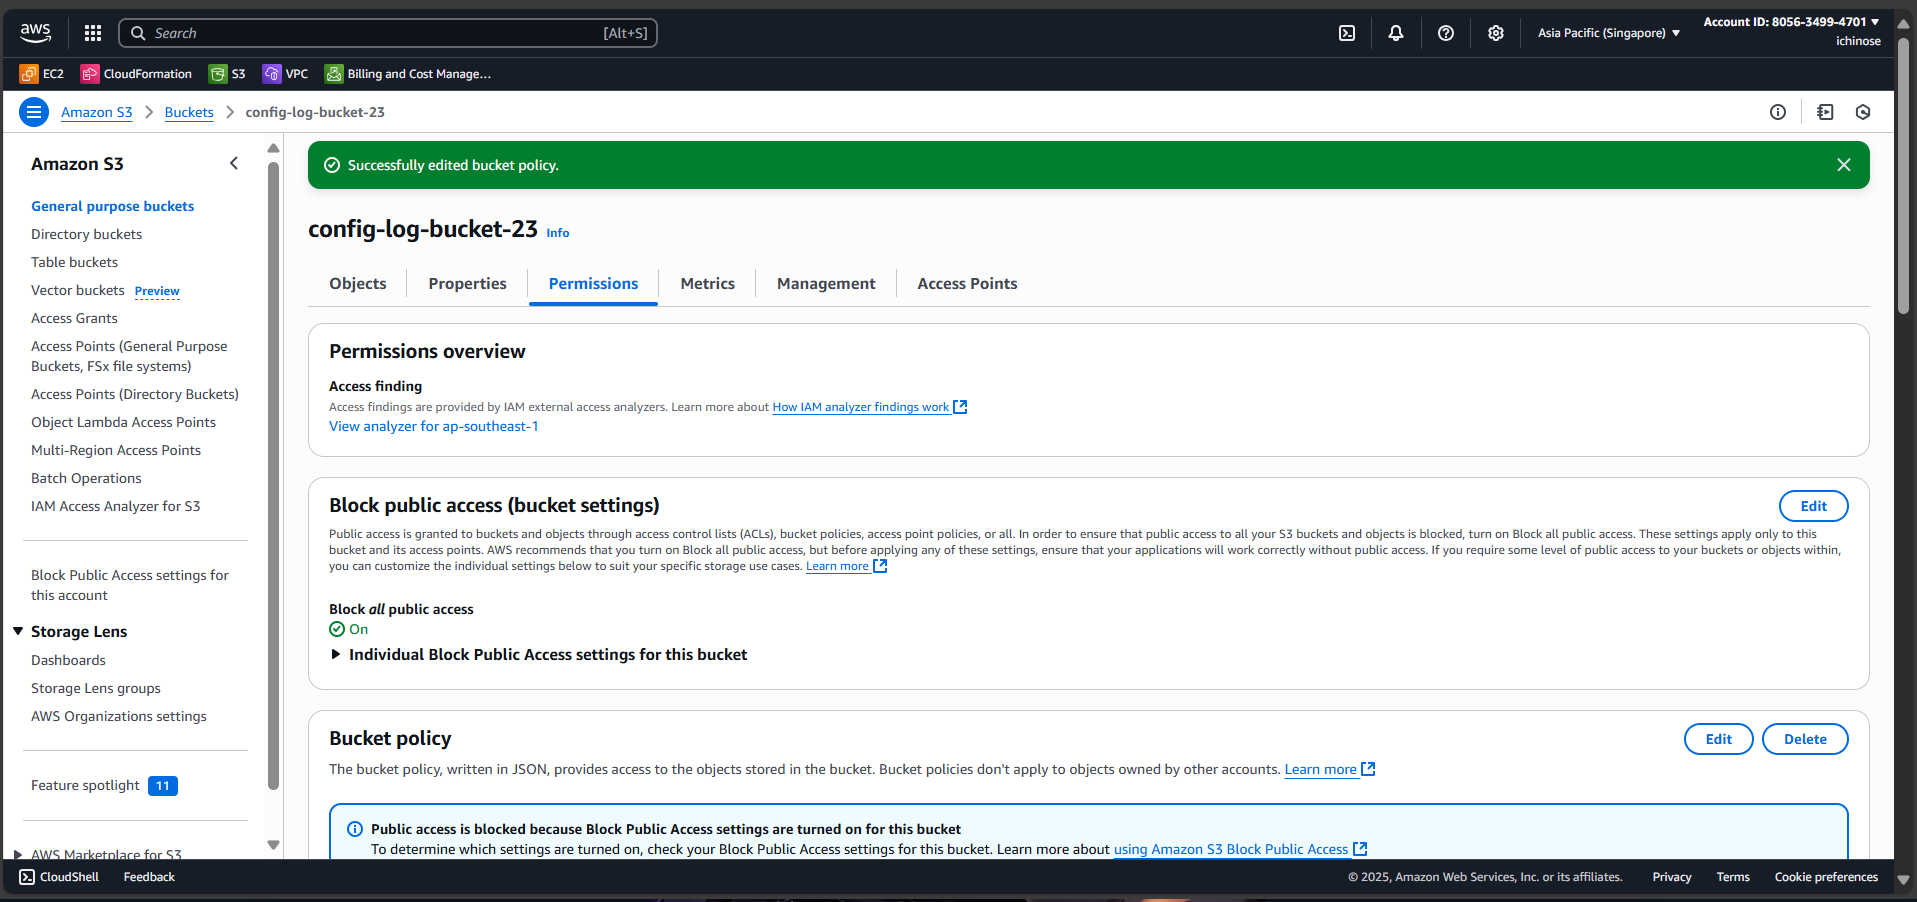 aws
Search
[Alt+S]
Asia Pacific (Singapore)
Account ID: 8056-3499-4701
ichinose
EC2
CloudFormation
S3
VPC
Billing and Cost Manage...
Amazon S3
Buckets
config-log-bucket-23
Amazon S3
General purpose buckets
Directory buckets
Table buckets
Vector buckets Preview
Access Grants
Access Points (General Purpose
Buckets, FSx file systems)
Access Points (Directory Buckets)
Object Lambda Access Points
Multi-Region Access Points
Batch Operations
IAM Access Analyzer for S3
Block Public Access settings for
this account
Storage Lens
Dashboards
Storage Lens groups
AWS Organizations settings
Feature spotlight 11
AWS Marketplace for S3
Successfully edited bucket policy.
config-log-bucket-23 Info
Objects
Properties
Permissions
Metrics
Management
Access Points
Permissions overview
Access finding
Access findings are provided by IAM external access analyzers. Learn more about How IAM analyzer findings work
View analyzer for ap-southeast-1
Block public access (bucket settings)
Edit
Public access is granted to buckets and objects through access control lists (ACLs), bucket policies, access point policies, or all. In order to ensure that public access to all your S3 buckets and objects is blocked, turn on Block all public access. These settings apply only to this
bucket and its access points. AWS recommends that you turn on Block all public access, but before applying any of these settings, ensure that your applications will work correctly without public access. If you require some level of public access to your buckets or objects within,
you can customize the individual settings below to suit your specific storage use cases. Learn more
Block all public access
On
Individual Block Public Access settings for this bucket
Bucket policy
Edit
Delete
The bucket policy, written in JSON, provides access to the objects stored in the bucket. Bucket policies don't apply to objects owned by other accounts. Learn more
Public access is blocked because Block Public Access settings are turned on for this bucket
To determine which settings are turned on, check your Block Public Access settings for this bucket. Learn more about using Amazon S3 Block Public Access
CloudShell
Feedback
© 2025, Amazon Web Services, Inc. or its affiliates.
Privacy
Terms
Cookie preferences